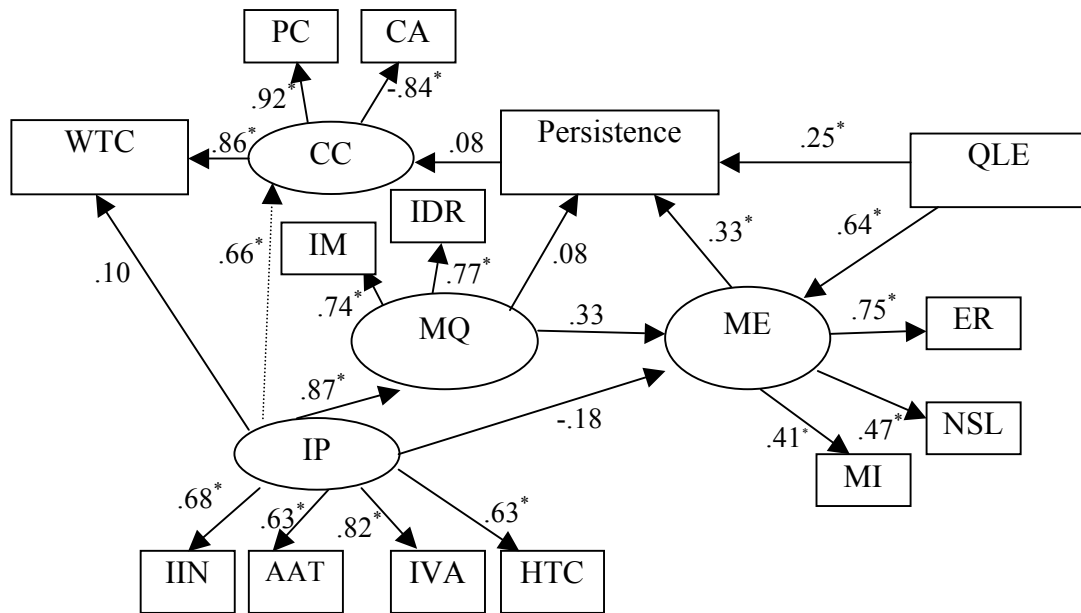 PC
CA
.92*
-.84*
WTC
.86*
CC
.08
Persistence
.25*
QLE
IDR
IM
.66*
.77*
.74*
.08
.33*
.64*
.10
MQ
.33
ME
.75*
ER
.87*
-.18
IP
.41*
.47*
NSL
MI
.68*
.63*
.82*
.63*
IIN
AAT
IVA
HTC